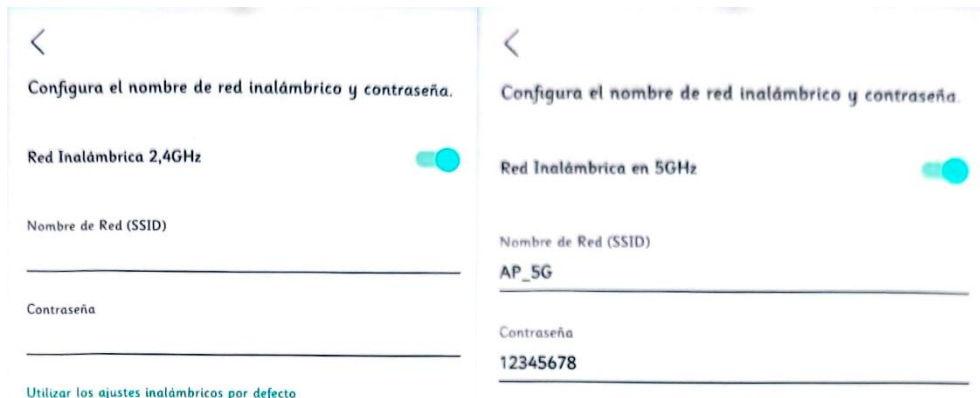 Configura el nombre de red inalámbrico y contraseña.
Red Inalámbrica 2,4GHz
Nombre de Red (SSID)
Contraseña
Utilizar los ajustes inalámbricos por defecto
Configura el nombre de red inalámbrico y contraseña.
Red Inalámbrica en 5GHz
Nombre de Red (SSID)
AP_5G
Contraseña
12345678